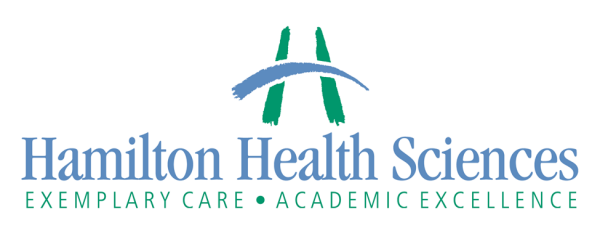 Hamilton Health Sciences
EXEMPLARY CARE • ACADEMIC EXCELLENCE